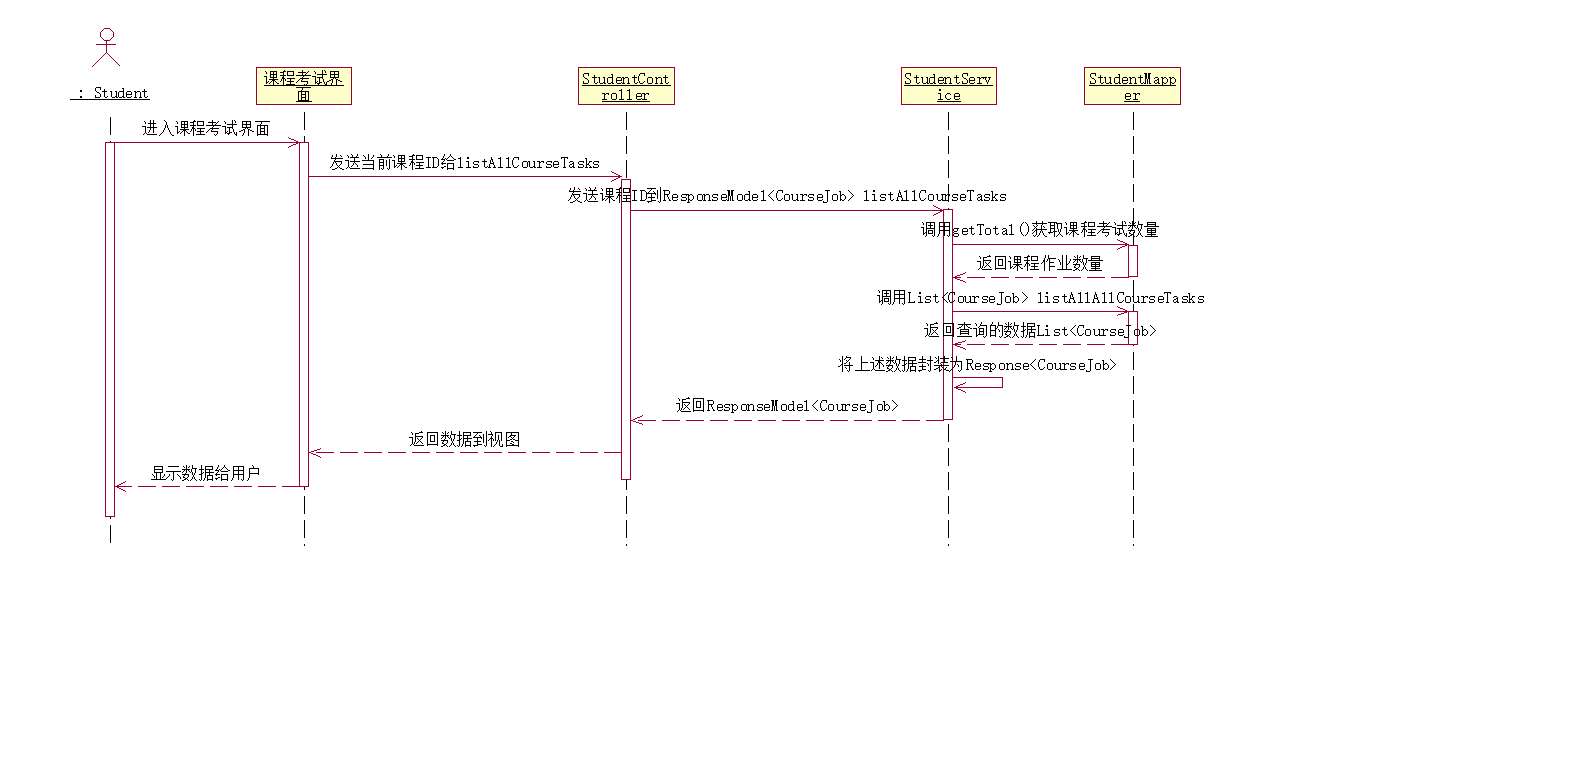 : Student
课程考试界
面
StudentCont
roller
StudentServ
ice
StudentMapp
er
进入课程考试界面
发送当前课程ID给listAllCourseTasks
发送课程ID到ResponseModel<CourseJob> listAllCourseTasks
调用getTotal()获取课程考试数量
返回课程作业数量
调用List<CourseJob> listAllAllCourseTasks
返回查询的数据List<CourseJob>
将上述数据封装为Response<CourseJob>
返回ResponseModel<CourseJob>
返回数据到视图
显示数据给用户